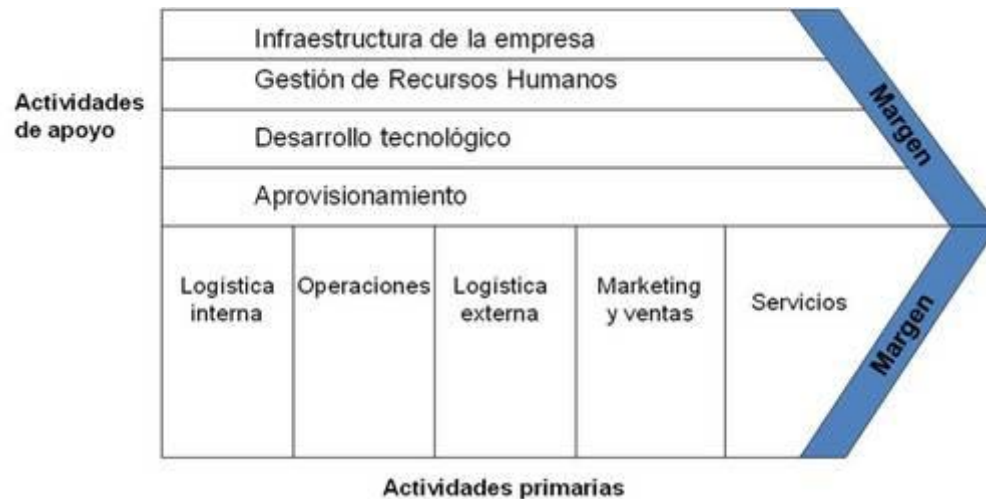 Infraestructura de la empresa
Gestión de Recursos Humanos
Actividades
de apoyo
Desarrollo tecnológico
Aprovisionamiento
Margen
Logística
interna
Operaciones
Logística
externa
Marketing
y ventas
Servicios
Margen
Actividades primarias